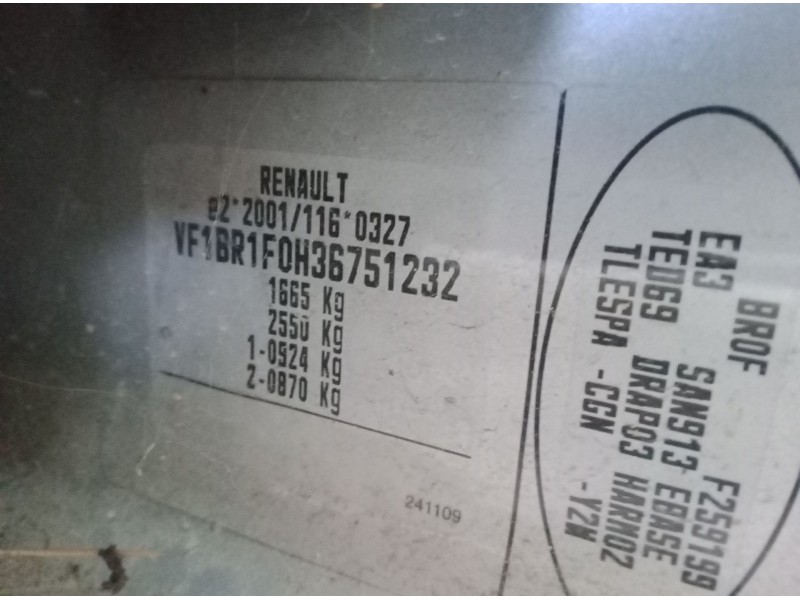 RENAULT
e2*2001/116*0327
VF1BR1F0H36751232
1665 Kg
2550 Kg
1-0924 Kg
2-0870 Kg
241109
BR0F
EA3 SAN913 F259199
TED69 DRAP03 EBASE
TLESPA -CGN HARM02
-Y2W